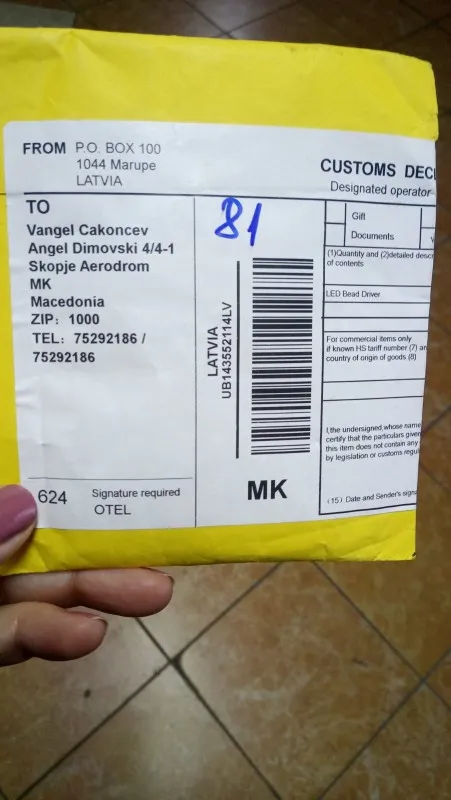 FROM P.O. BOX 100
1044 Marupe
LATVIA
TO
Vangel Cakoncev
Angel Dimovski 4/4-1
Skopje Aerodrom
MK
Macedonia
ZIP: 1000
TEL: 75292186 /
75292186
624
Signature required
OTEL
81
LATVIA
UB143552114LV
MK
CUSTOMS DECL
Designated operator
Gift
Documents
(1)Quantity and (2)detailed descr
of contents
LED Bead Driver
For commercial items only
if known HS tariff number (7) an
country of origin of goods (8)
I,the undersigned,whose name
certify that the particulars given
this item does not contain any
by legislation or customs regul
(15) Date and Sender's sign